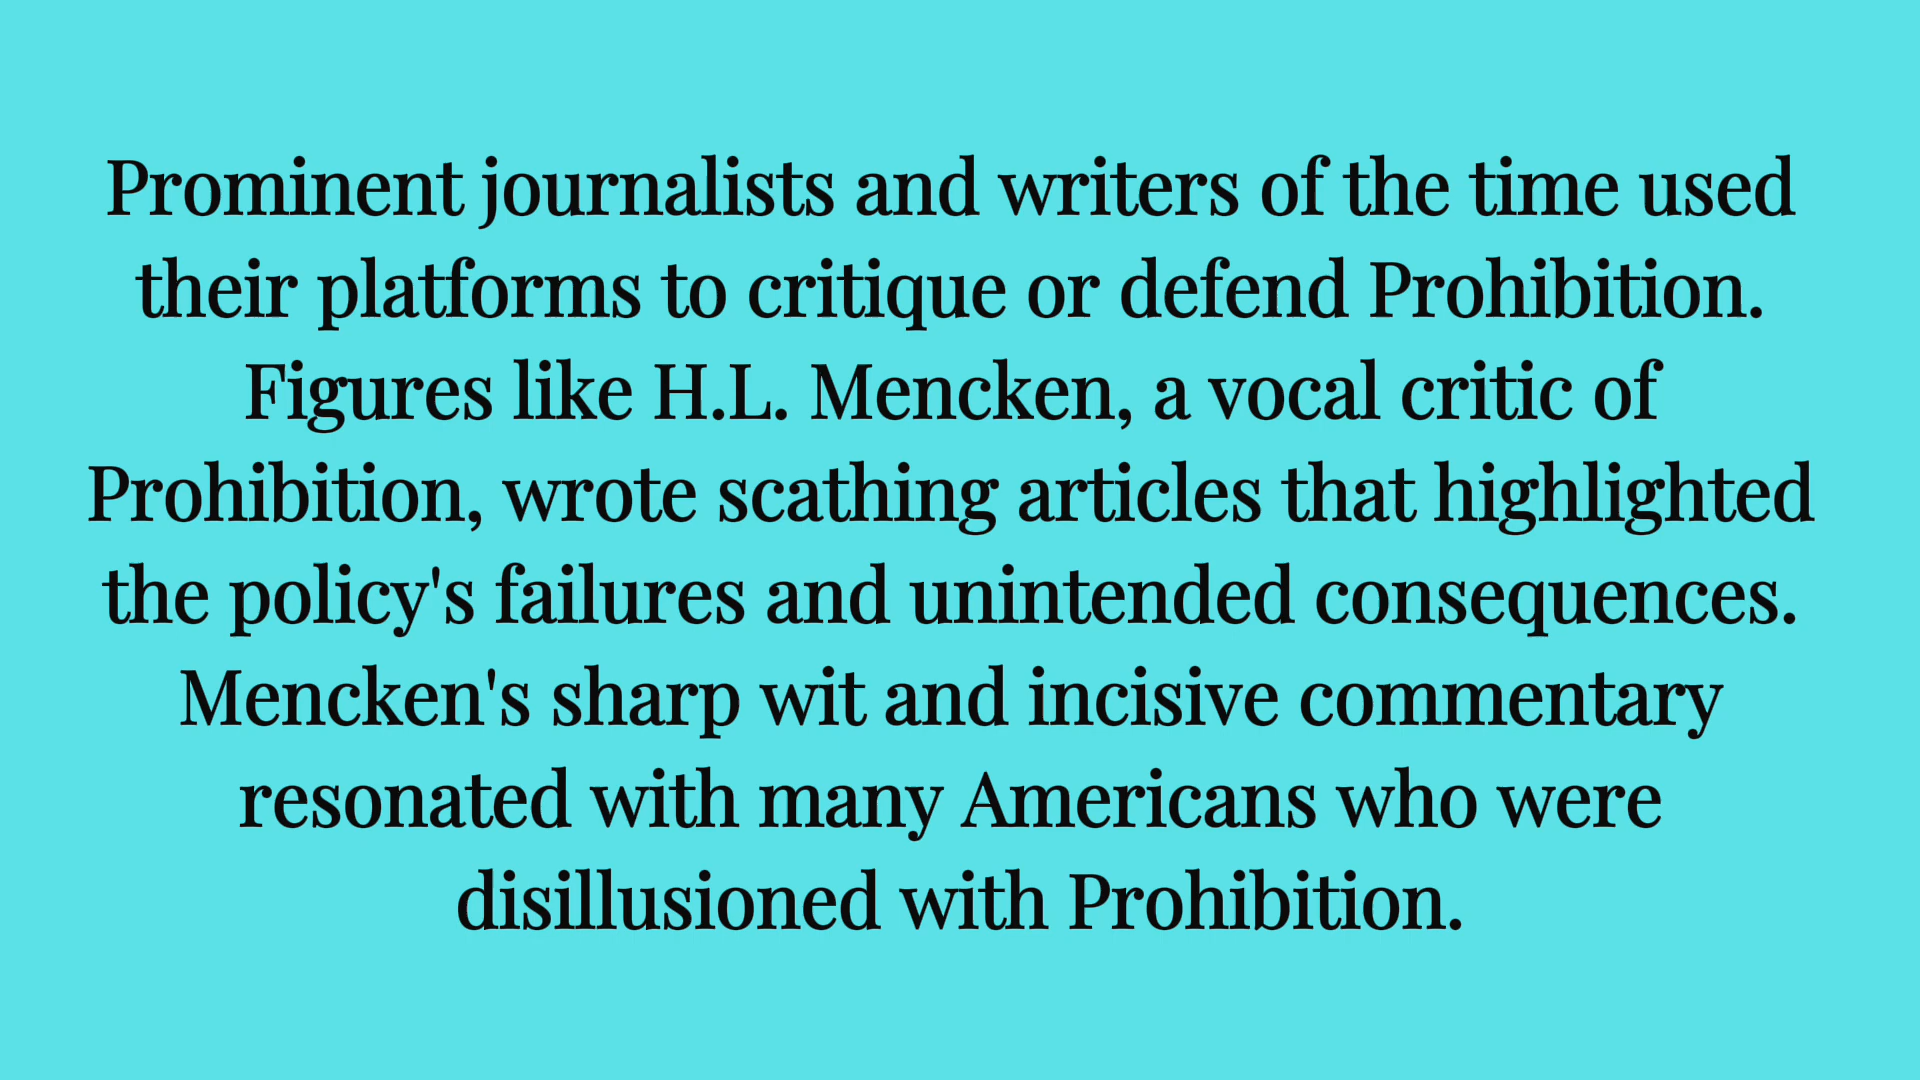 Prominent journalists and writers of the time used
their platforms to critique or defend Prohibition.
Figures like H.L. Mencken, a vocal critic of
Prohibition, wrote scathing articles that highlighted
the policy's failures and unintended consequences.
Mencken's sharp wit and incisive commentary
resonated with many Americans who were
disillusioned with Prohibition.